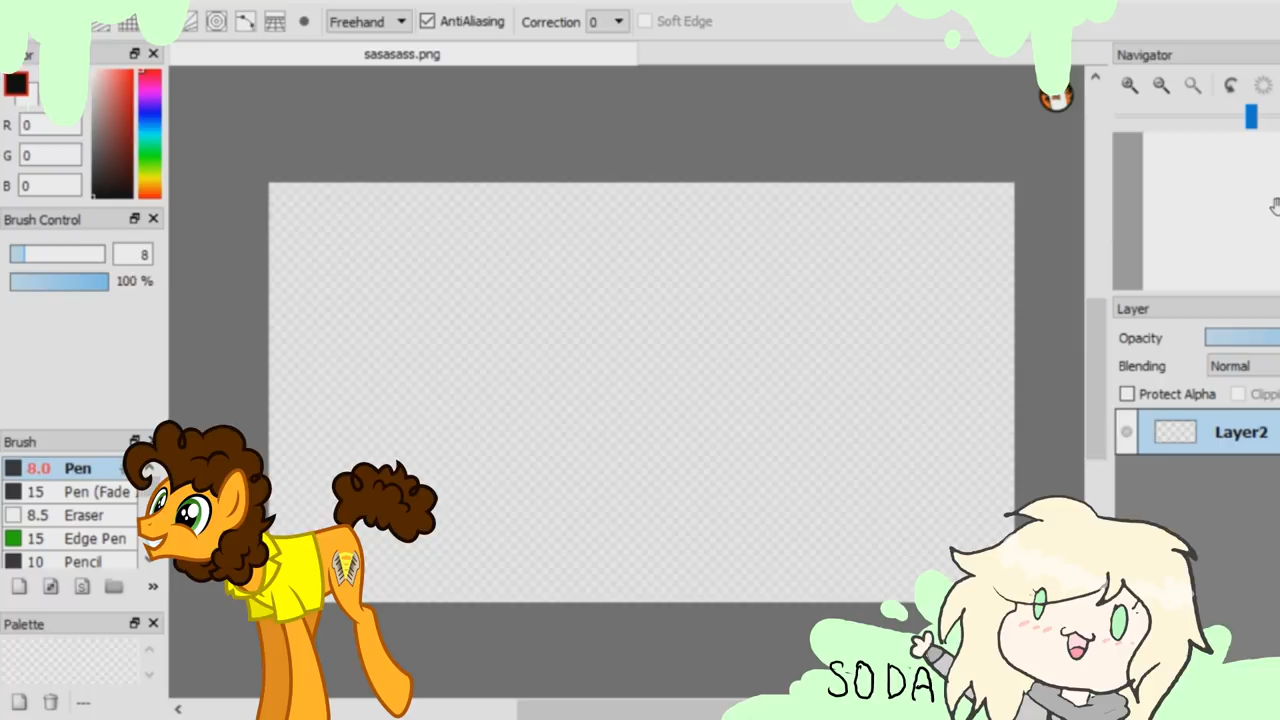 Freehand AntiAliasing Correction 0 Soft Edge
sasasass.png
Navigator
R 0
G 0
B 0
Brush Control
8
100 %
Layer
Opacity
Blending Normal
Protect Alpha
Layer2
Brush
8.0 Pen
15 Pen (Fade
8.5 Eraser
15 Edge Pen
10 Pencil
S
Palette
---
SODA